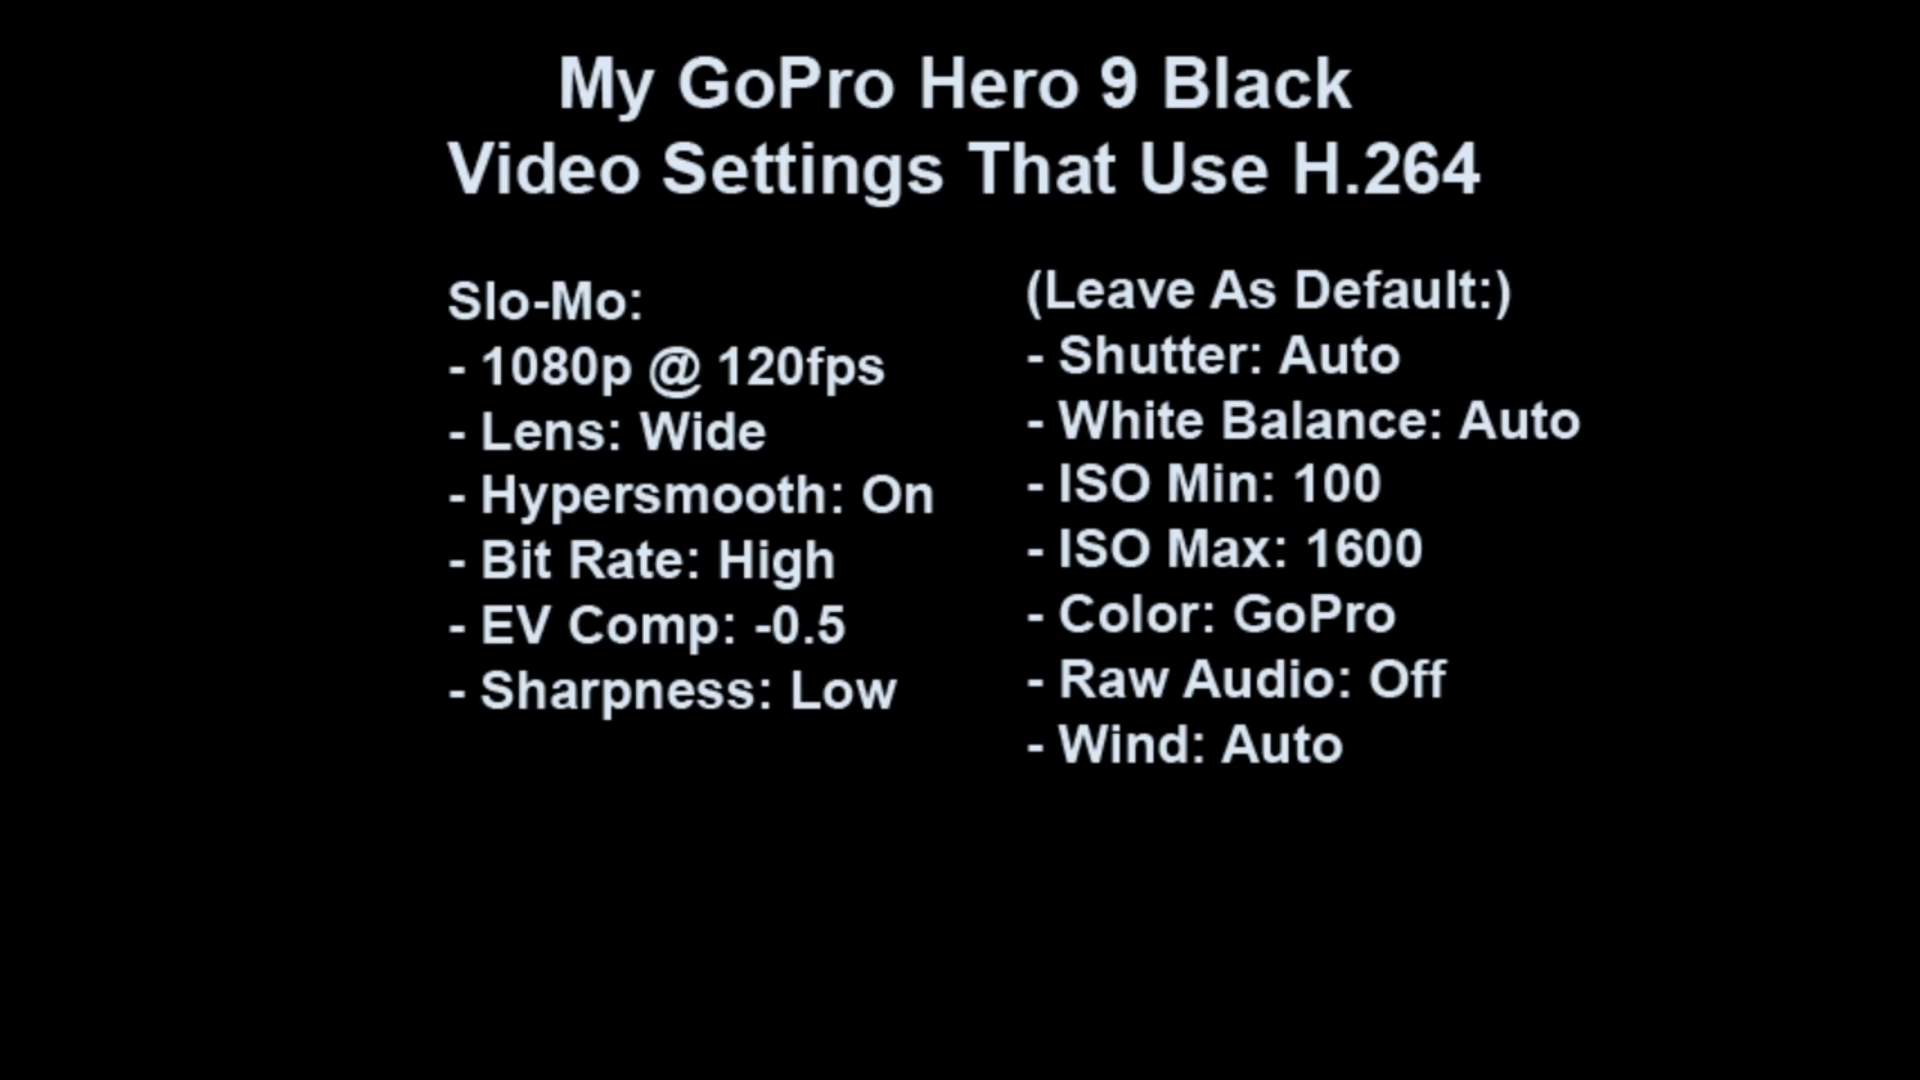 My GoPro Hero 9 Black
Video Settings That Use H.264
Slo-Mo:
- 1080p @ 120fps
- Lens: Wide
- Hypersmooth: On
- Bit Rate: High
- EV Comp: -0.5
- Sharpness: Low
(Leave As Default:)
- Shutter: Auto
- White Balance: Auto
- ISO Min: 100
- ISO Max: 1600
- Color: GoPro
- Raw Audio: Off
- Wind: Auto